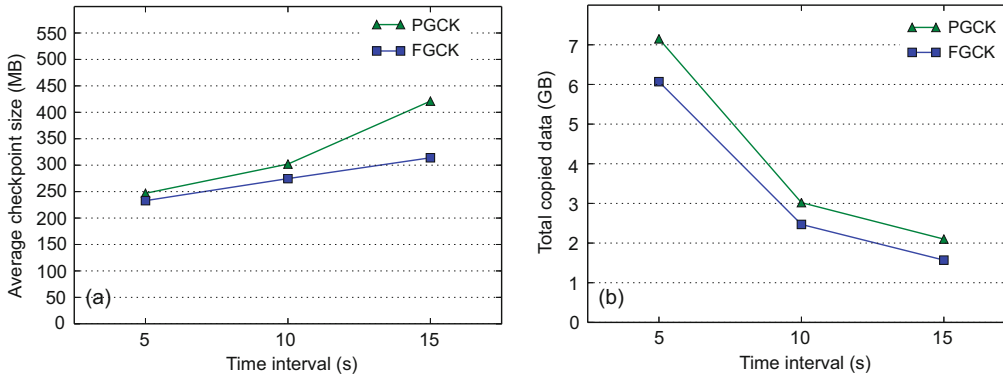 550
500
450
400
350
300
250
200
150
100
50
0
Average checkpoint size (MB)
PGCK
FGCK
(a)
5 10 15
Time interval (s)
7
6
5
4
3
2
1
0
Total copied data (GB)
PGCK
FGCK
(b)
5 10 15
Time interval (s)